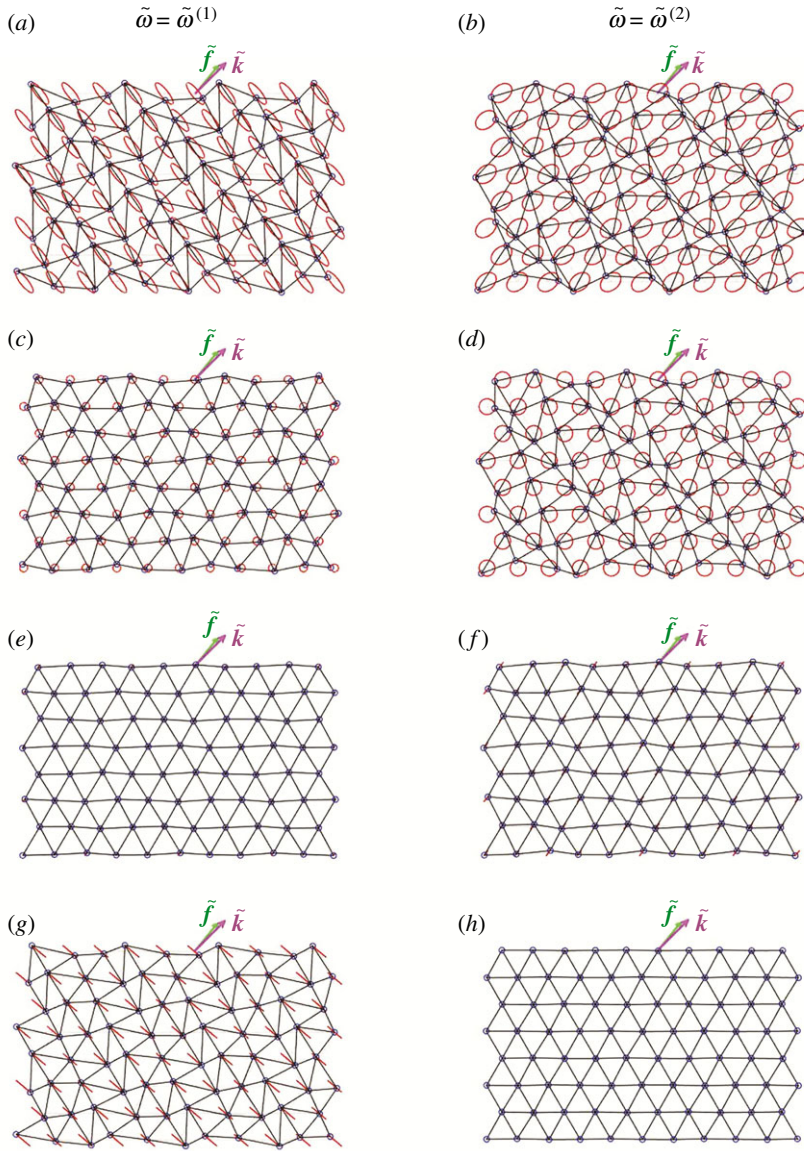 (a) ω̃ = ω̃⁽¹⁾ (b) ω̃ = ω̃⁽²⁾
f̃ k̃ f̃ k̃
(c) (d)
f̃ k̃ f̃ k̃
(e) (f)
f̃ k̃ f̃ k̃
(g) (h)
f̃ k̃ f̃ k̃